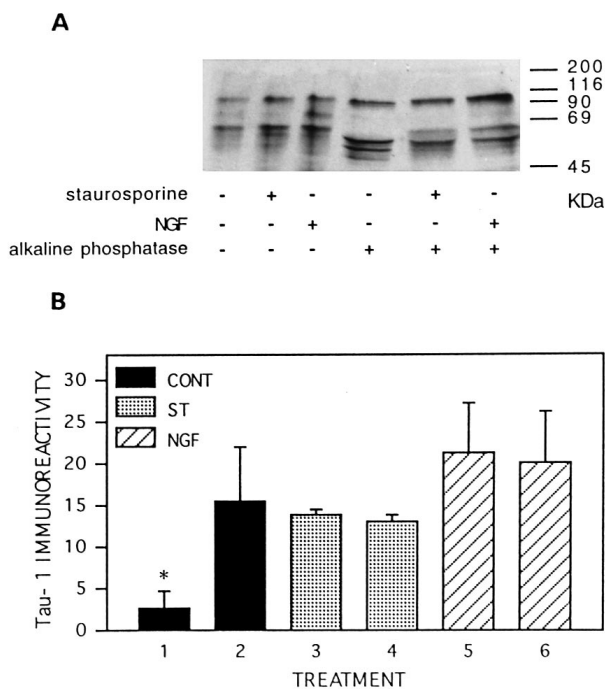 A
200
116
90
69
45
KDa
staurosporine - + - - + -
NGF - - + - - +
alkaline phosphatase - - - + + +
B
Tau-1 IMMUNOREACTIVITY
30
25
20
15
10
5
0
CONT
ST
NGF
*
1 2 3 4 5 6
TREATMENT